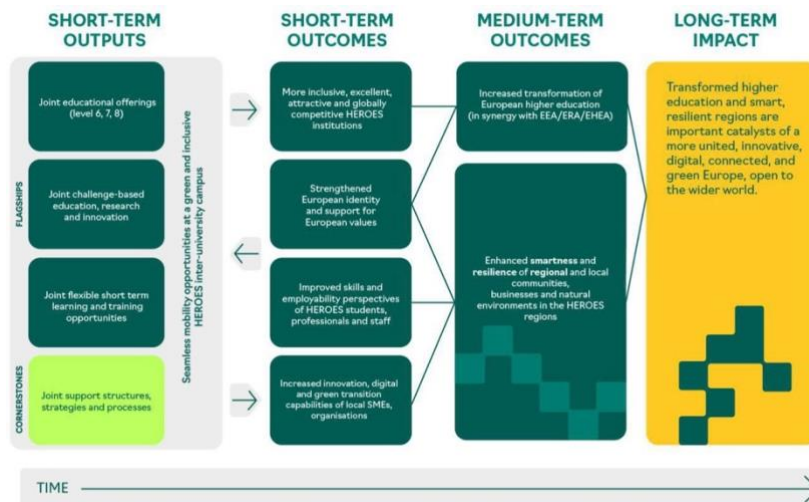 SHORT-TERM
OUTPUTS
SHORT-TERM
OUTCOMES
MEDIUM-TERM
OUTCOMES
LONG-TERM
IMPACT
FLAGSHIPS
CORNERSTONES
Joint educational offerings
(level 6, 7, 8)
Joint challenge-based
education, research
and innovation
Joint flexible short term
learning and training
opportunities
Joint support structures,
strategies and processes
Seamless mobility opportunities at a green and inclusive
HEROES inter-university campus
More inclusive, excellent,
attractive and globally
competitive HEROES
institutions
Strengthened
European identity
and support for
European values
Improved skills and
employability perspectives
of HEROES students,
professionals and staff
Increased innovation, digital
and green transition
capabilities of local SMEs,
organisations
Increased transformation of
European higher education
(in synergy with EEA/ERA/EHEA)
Enhanced smartness and
resilience of regional and local
communities,
businesses and natural
environments in the HEROES
regions
Transformed higher
education and smart,
resilient regions are
important catalysts of a
more united, innovative,
digital, connected, and
green Europe, open to
the wider world.
TIME